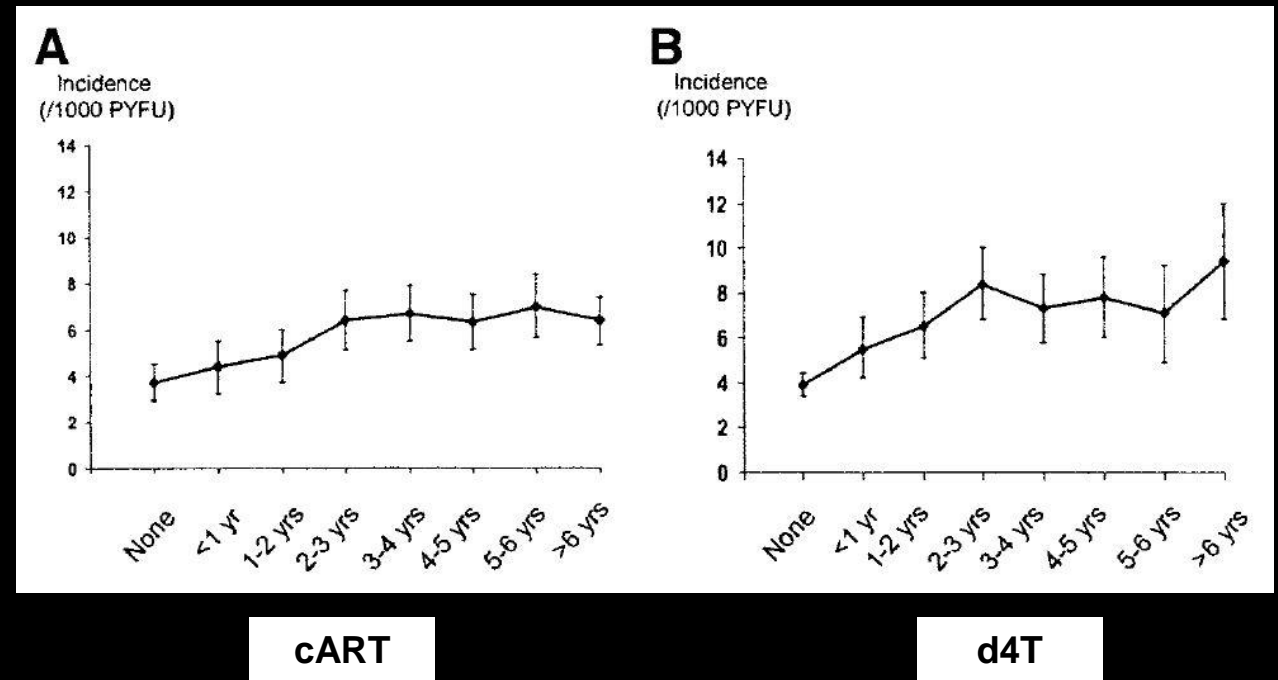 A
Incidence
(/1000 PYFU)
14
12
10
8
6
4
2
0
None
<1 yr
1-2 yrs
2-3 yrs
3-4 yrs
4-5 yrs
5-6 yrs
>6 yrs
cART
B
Incidence
(/1000 PYFU)
14
12
10
8
6
4
2
0
None
<1 yr
1-2 yrs
2-3 yrs
3-4 yrs
4-5 yrs
5-6 yrs
>6 yrs
d4T